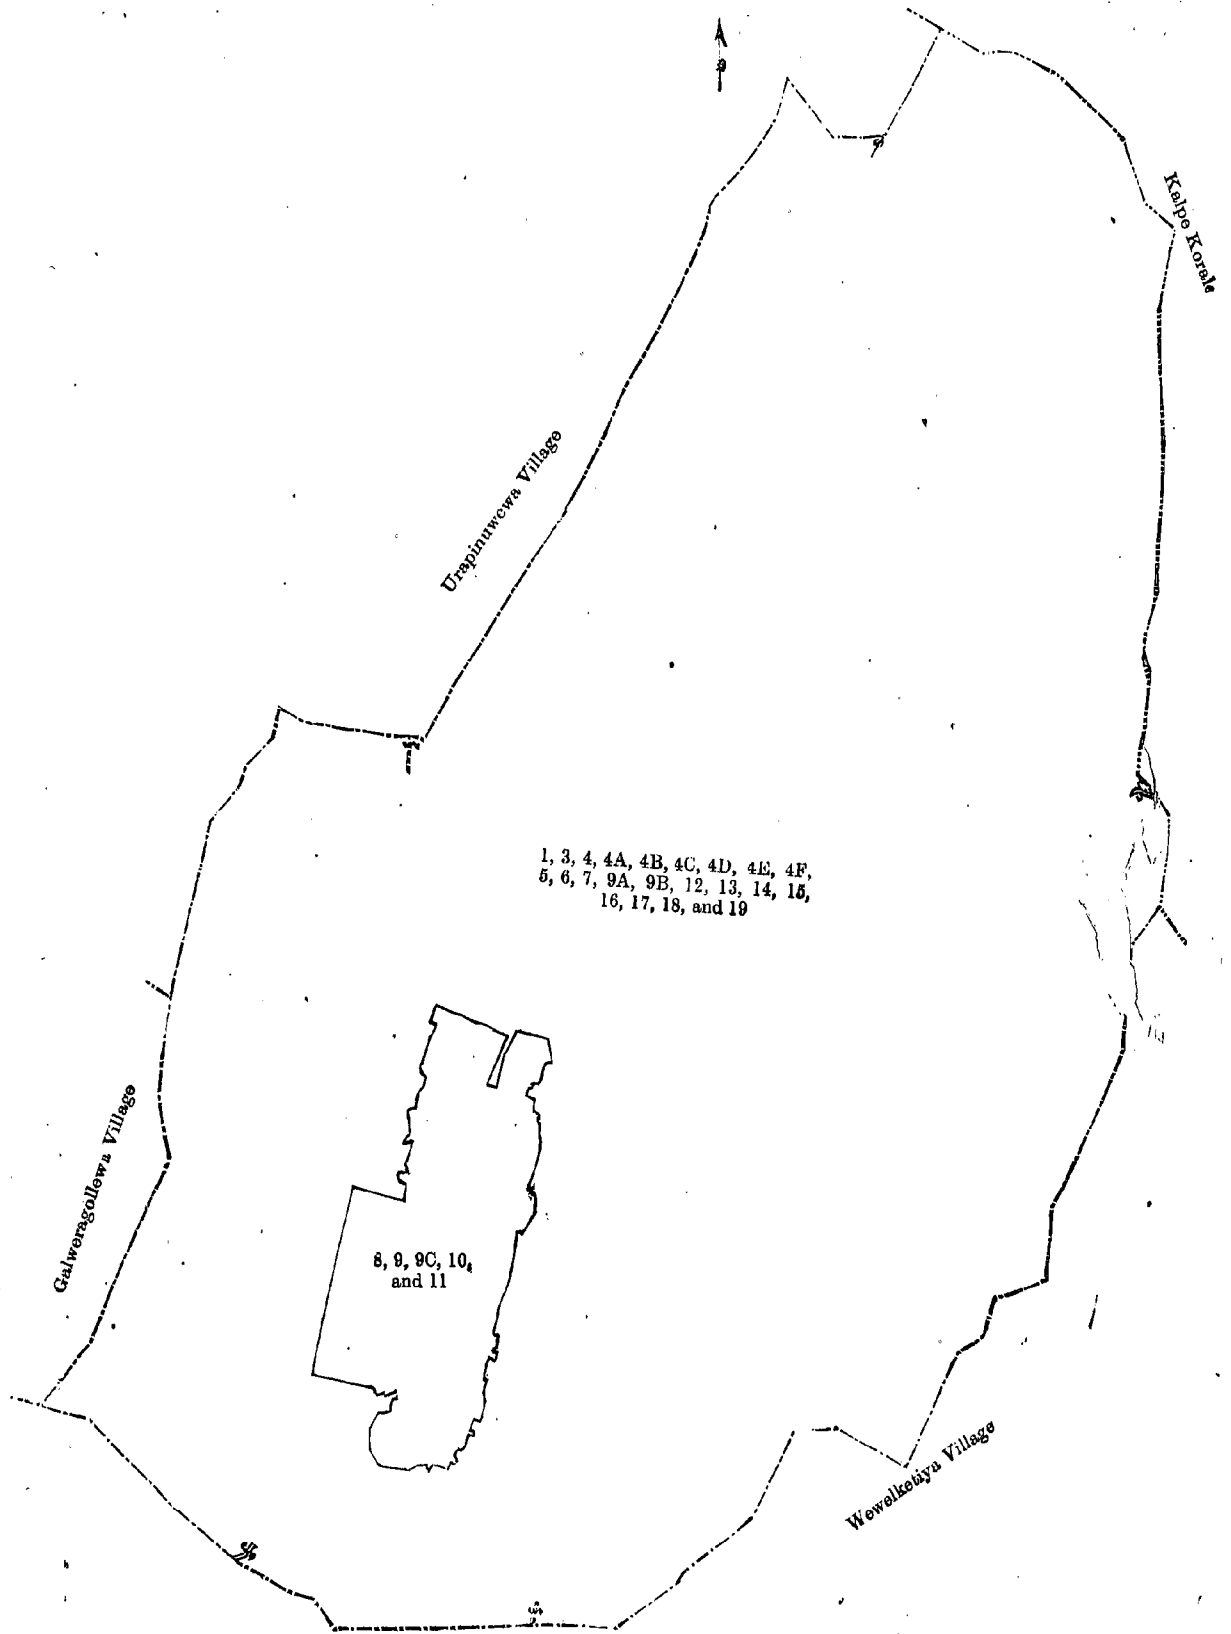 Kalpe Korale
Urapinuwewa Village
1, 3, 4, 4A, 4B, 4C, 4D, 4E, 4F,
5, 6, 7, 9A, 9B, 12, 13, 14, 15,
16, 17, 18, and 19
Galweragollewa Village
8, 9, 9C, 10,
and 11
Wewelketiya Village